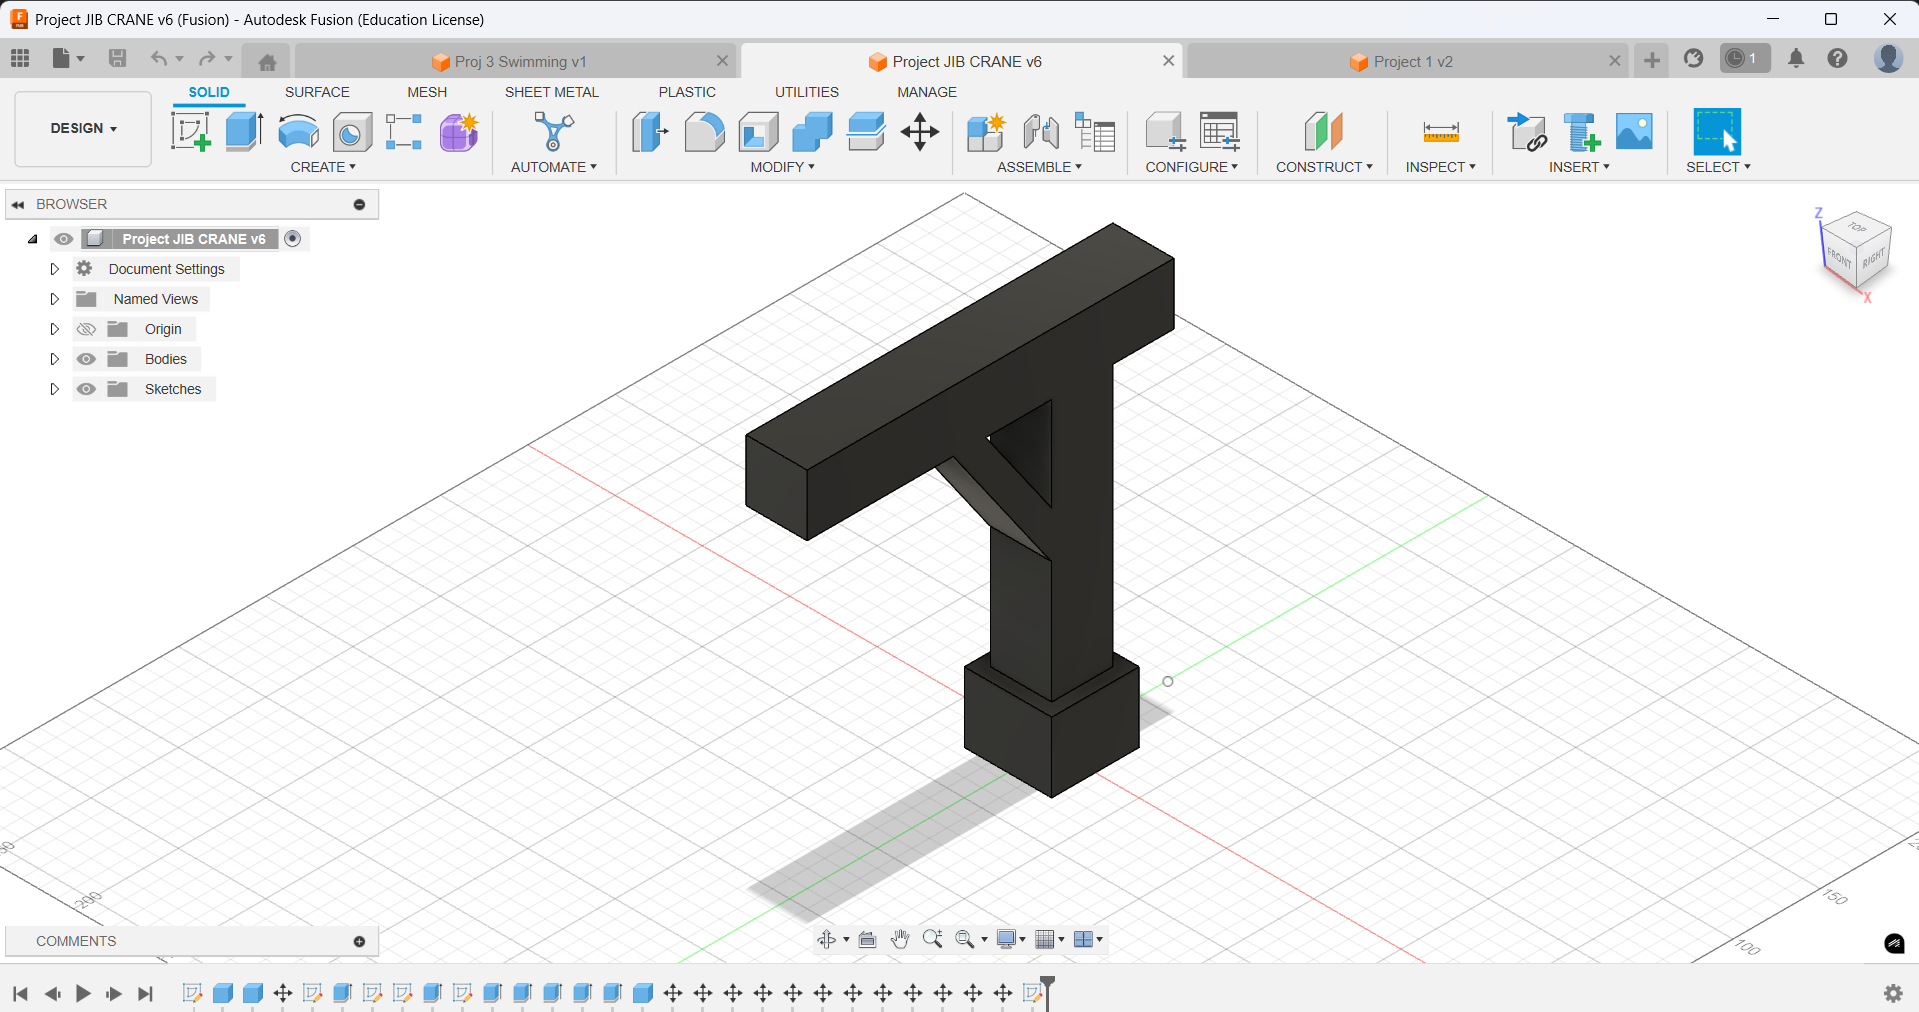 Project JIB CRANE v6 (Fusion) - Autodesk Fusion (Education License)
Proj 3 Swimming v1
Project JIB CRANE v6
Project 1 v2
1
SOLID SURFACE MESH SHEET METAL PLASTIC UTILITIES MANAGE
DESIGN
CREATE AUTOMATE MODIFY ASSEMBLE CONFIGURE CONSTRUCT INSPECT INSERT SELECT
BROWSER
Project JIB CRANE v6
Document Settings
Named Views
Origin
Bodies
Sketches
Z
TOP
FRONT RIGHT
X
200
150
100
COMMENTS